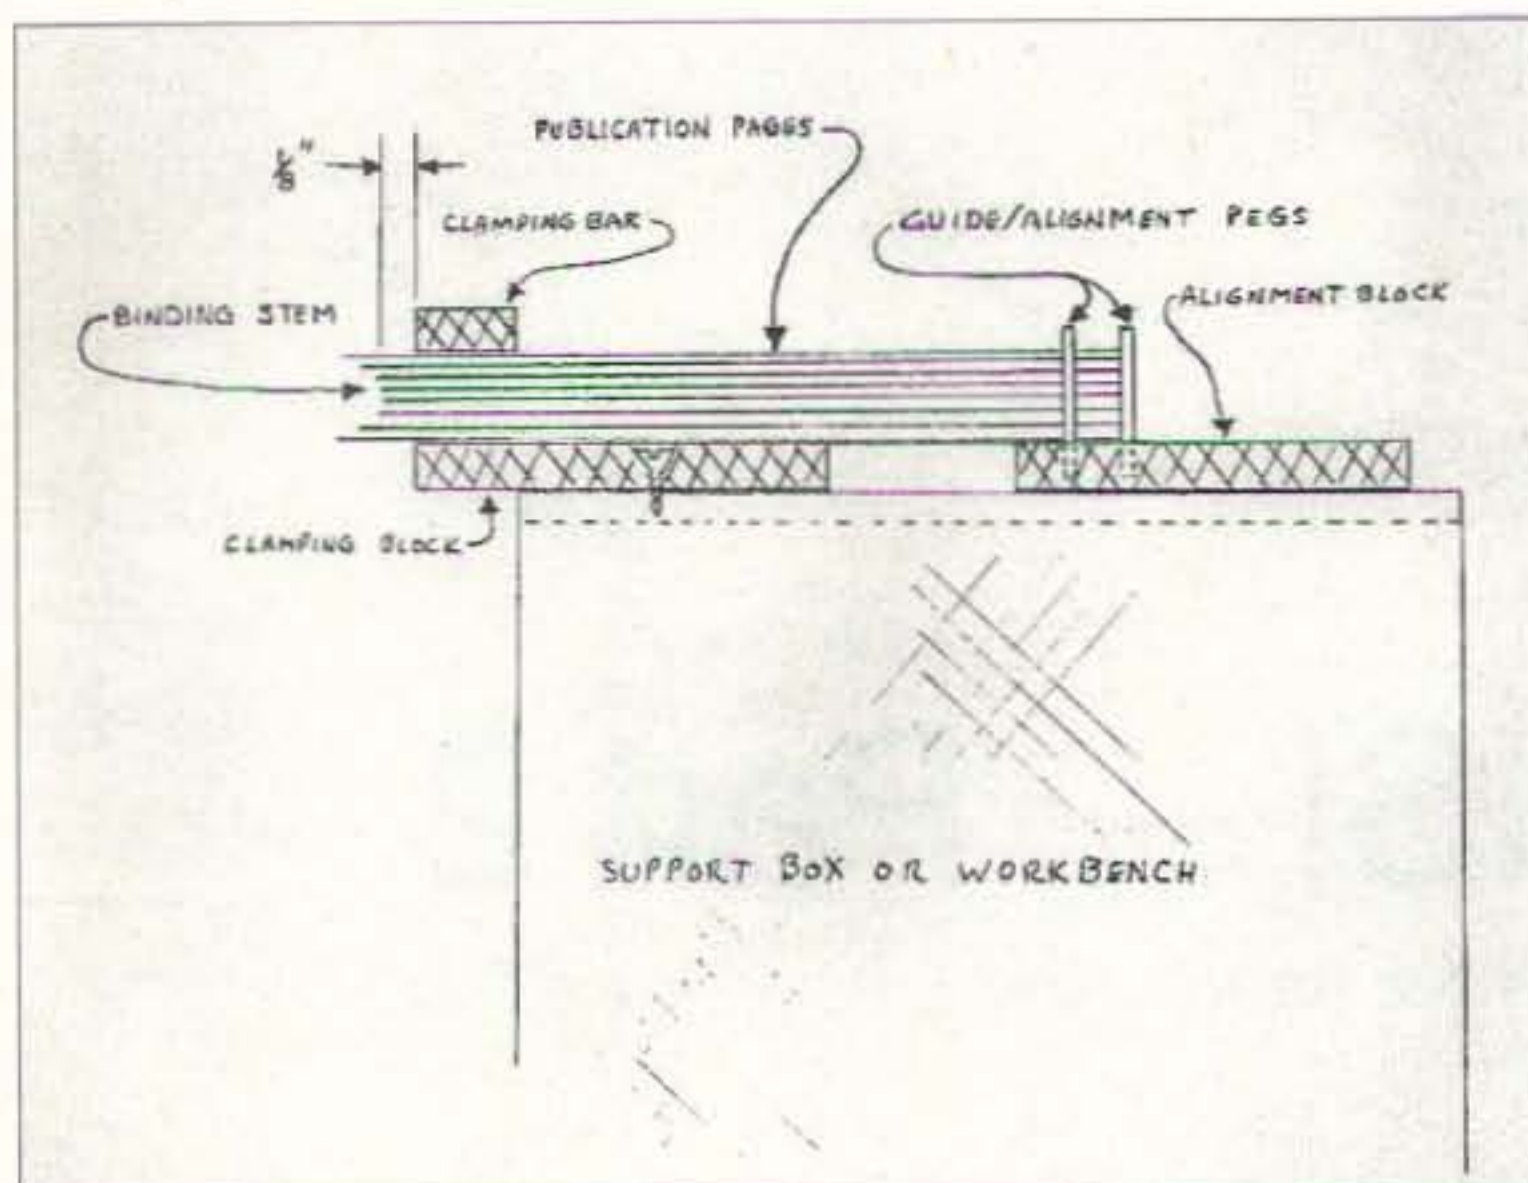 PUBLICATION PAGES
1/8"
CLAMPING BAR
GUIDE/ALIGNMENT PEGS
ALIGNMENT BLOCK
BINDING STEM
CLAMPING BLOCK
SUPPORT BOX OR WORKBENCH